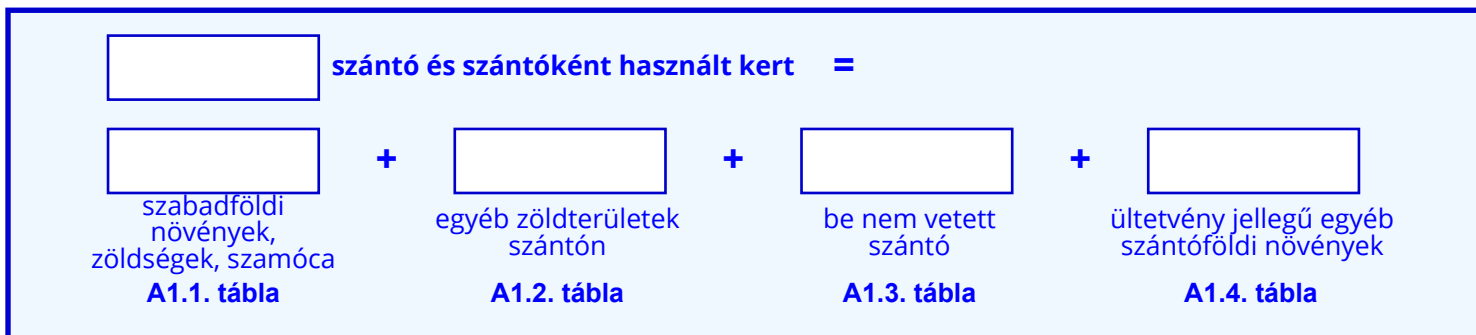 szántó és szántóként használt kert =
+ + +
szabadföldi
növények,
zöldségek, szamóca
A1.1. tábla
egyéb zöldterületek
szántón
A1.2. tábla
be nem vetett
szántó
A1.3. tábla
ültetvény jellegű egyéb
szántóföldi növények
A1.4. tábla